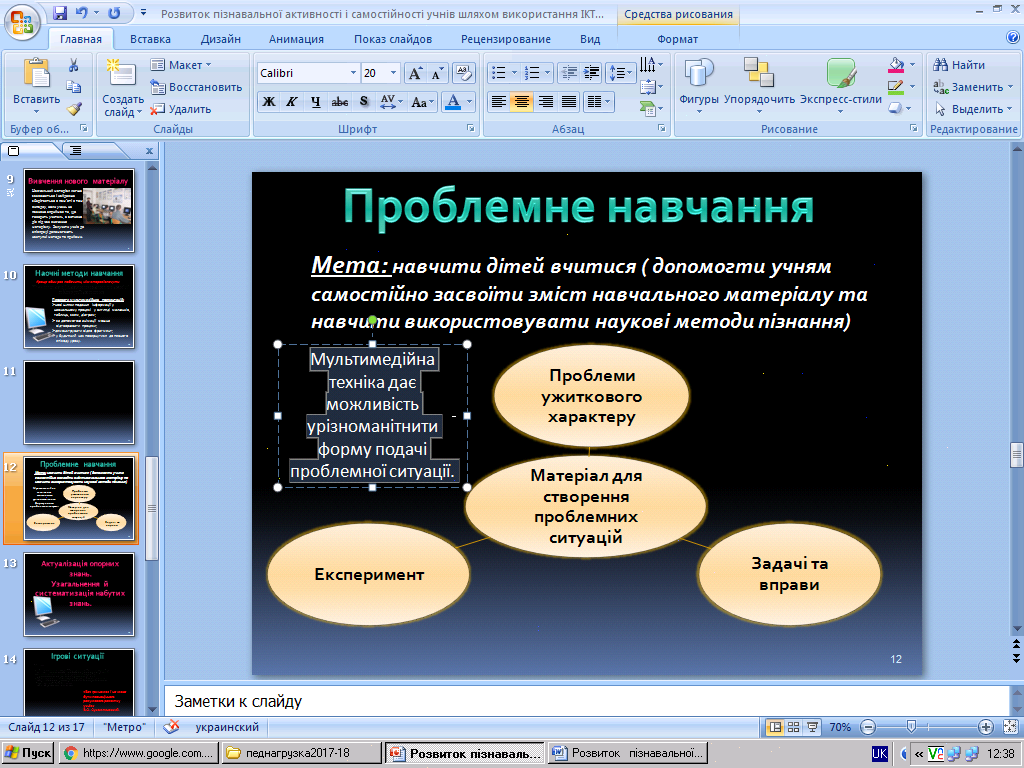 Розвиток пізнавальної активності і самостійності учнів шляхом використання ІКТ...
Средства рисования
Главная
Вставка
Дизайн
Анимация
Показ слайдов
Рецензирование
Вид
Формат
Вставить
Создать
слайд
Макет
Восстановить
Удалить
Calibri
20
Ж К Ч abc S AV Aa А
Фигуры
Упорядочить
Экспресс-стили
Найти
Заменить
Выделить
Буфер об...
Слайды
Шрифт
Абзац
Рисование
Редактирование
9
Вивчення нового матеріалу
10
Наочні методи навчання
11
12
Проблемне навчання
Експеримент
13
Актуалізація опорних
знань.
Узагальнення й
систематизація набутих
знань.
14
Ігрові ситуації
Проблемне навчання
Мета: навчити дітей вчитися ( допомогти учням
самостійно засвоїти зміст навчального матеріалу та
навчити використовувати наукові методи пізнання)
Мультимедійна
техніка дає
можливість
урізноманітнити
форму подачі
проблемної ситуації.
Проблеми
ужиткового
характеру
Матеріал для
створення
проблемних
ситуацій
Експеримент
Задачі та
вправи
12
Заметки к слайду
Слайд 12 из 17
"Метро"
украинский
70%
Пуск
https://www.google.com....
педнагрузка2017-18
Розвиток пізнаваль...
Розвиток пізнавальної...
UK
12:38